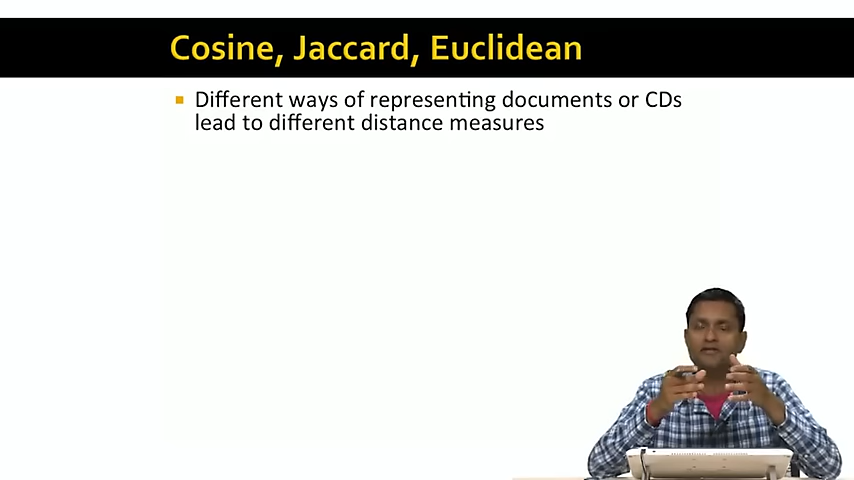 Cosine, Jaccard, Euclidean
Different ways of representing documents or CDs
lead to different distance measures